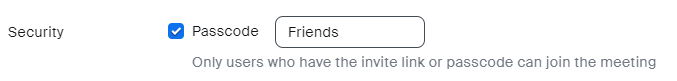 Security Passcode Friends
Only users who have the invite link or passcode can join the meeting